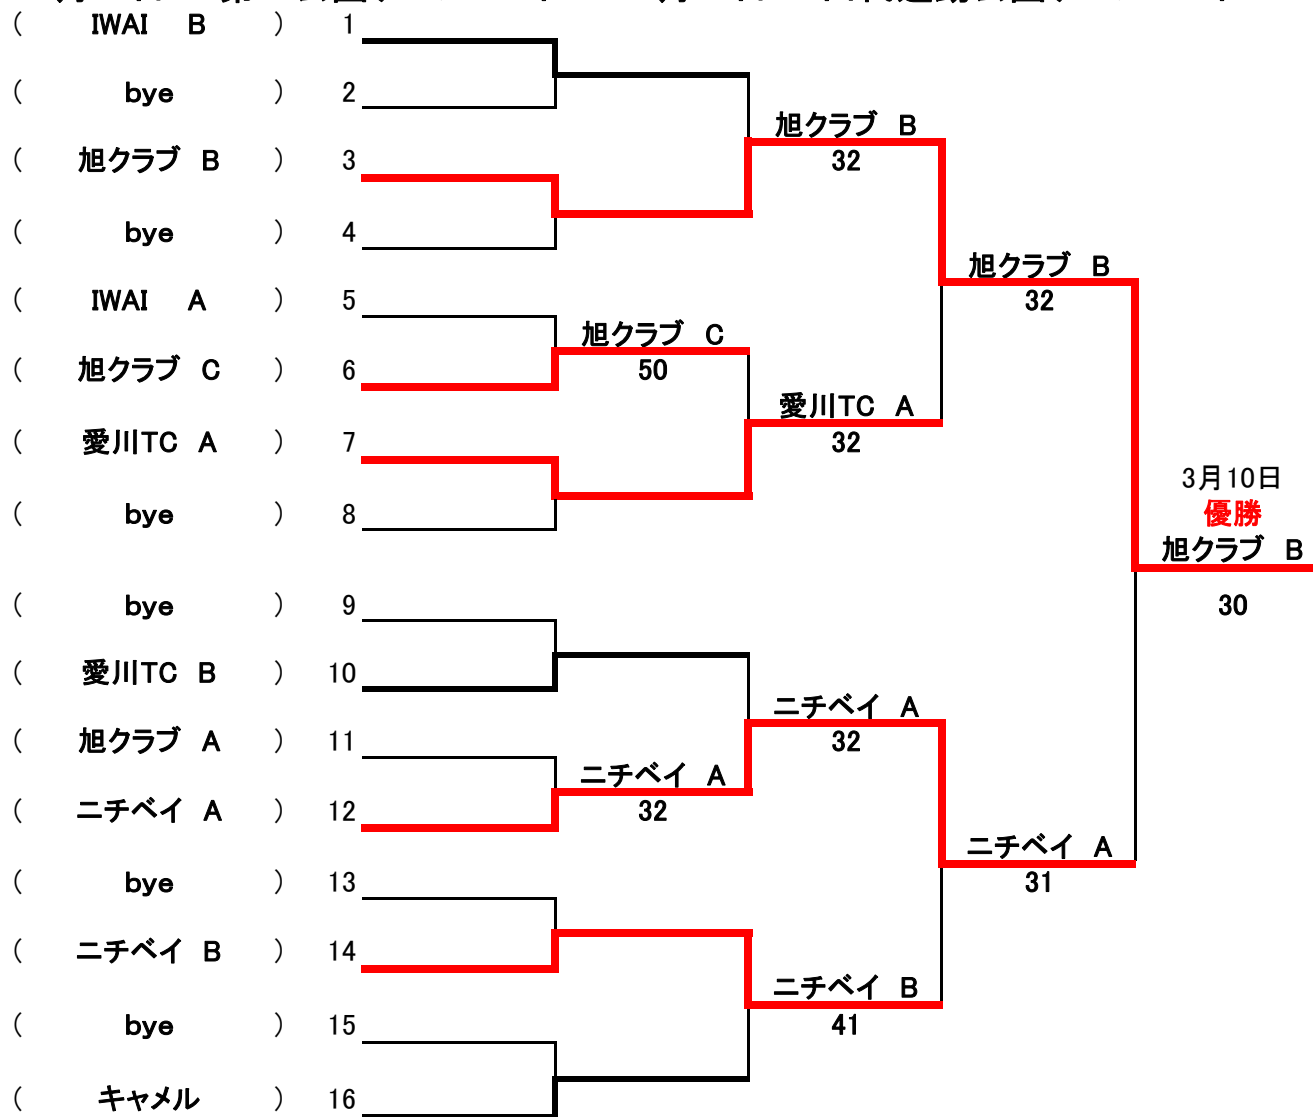 ( IWAI B ) 1
( bye ) 2
旭クラブ B
32
( 旭クラブ B ) 3
( bye ) 4
旭クラブ B
32
( IWAI A ) 5
旭クラブ C
50
( 旭クラブ C ) 6
愛川TC A
32
( 愛川TC A ) 7
( bye ) 8
3月10日
優勝
旭クラブ B
30
( bye ) 9
( 愛川TC B ) 10
ニチベイ A
32
( 旭クラブ A ) 11
ニチベイ A
32
( ニチベイ A ) 12
ニチベイ A
31
( bye ) 13
( ニチベイ B ) 14
ニチベイ B
41
( bye ) 15
( キャメル ) 16